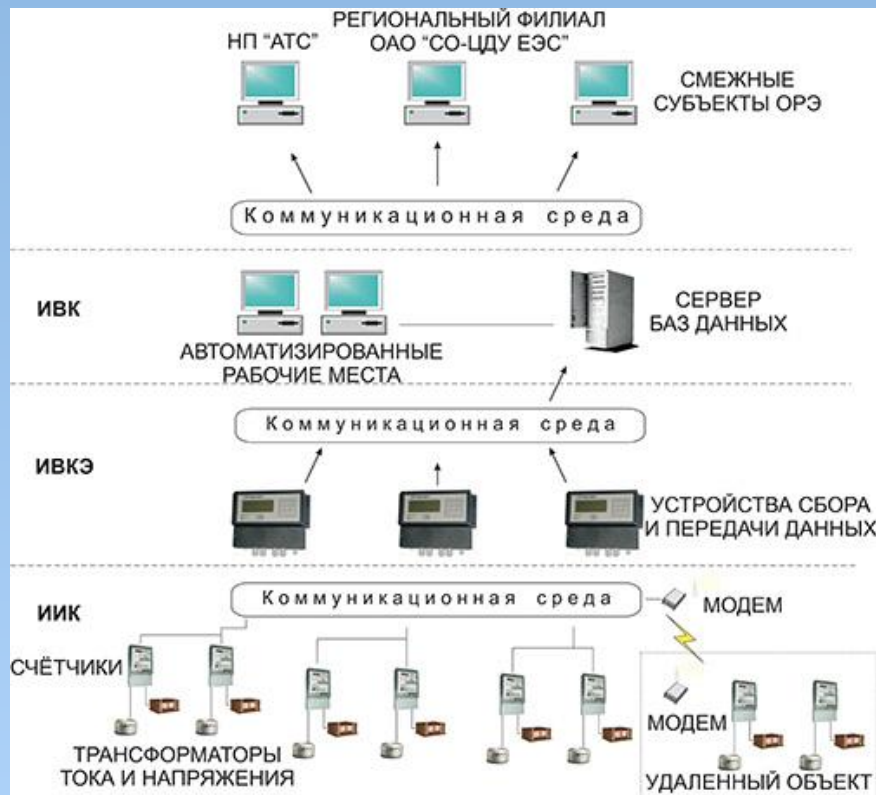 НП “АТС”
РЕГИОНАЛЬНЫЙ ФИЛИАЛ
ОАО “СО-ЦДУ ЕЭС”
СМЕЖНЫЕ
СУБЪЕКТЫ ОРЭ
Коммуникационная среда
ИВК
СЕРВЕР
БАЗ ДАННЫХ
АВТОМАТИЗИРОВАННЫЕ
РАБОЧИЕ МЕСТА
Коммуникационная среда
ИВКЭ
УСТРОЙСТВА СБОРА
И ПЕРЕДАЧИ ДАННЫХ
Коммуникационная среда
ИИК
МОДЕМ
СЧЁТЧИКИ
МОДЕМ
ТРАНСФОРМАТОРЫ
ТОКА И НАПРЯЖЕНИЯ
УДАЛЕННЫЙ ОБЪЕКТ